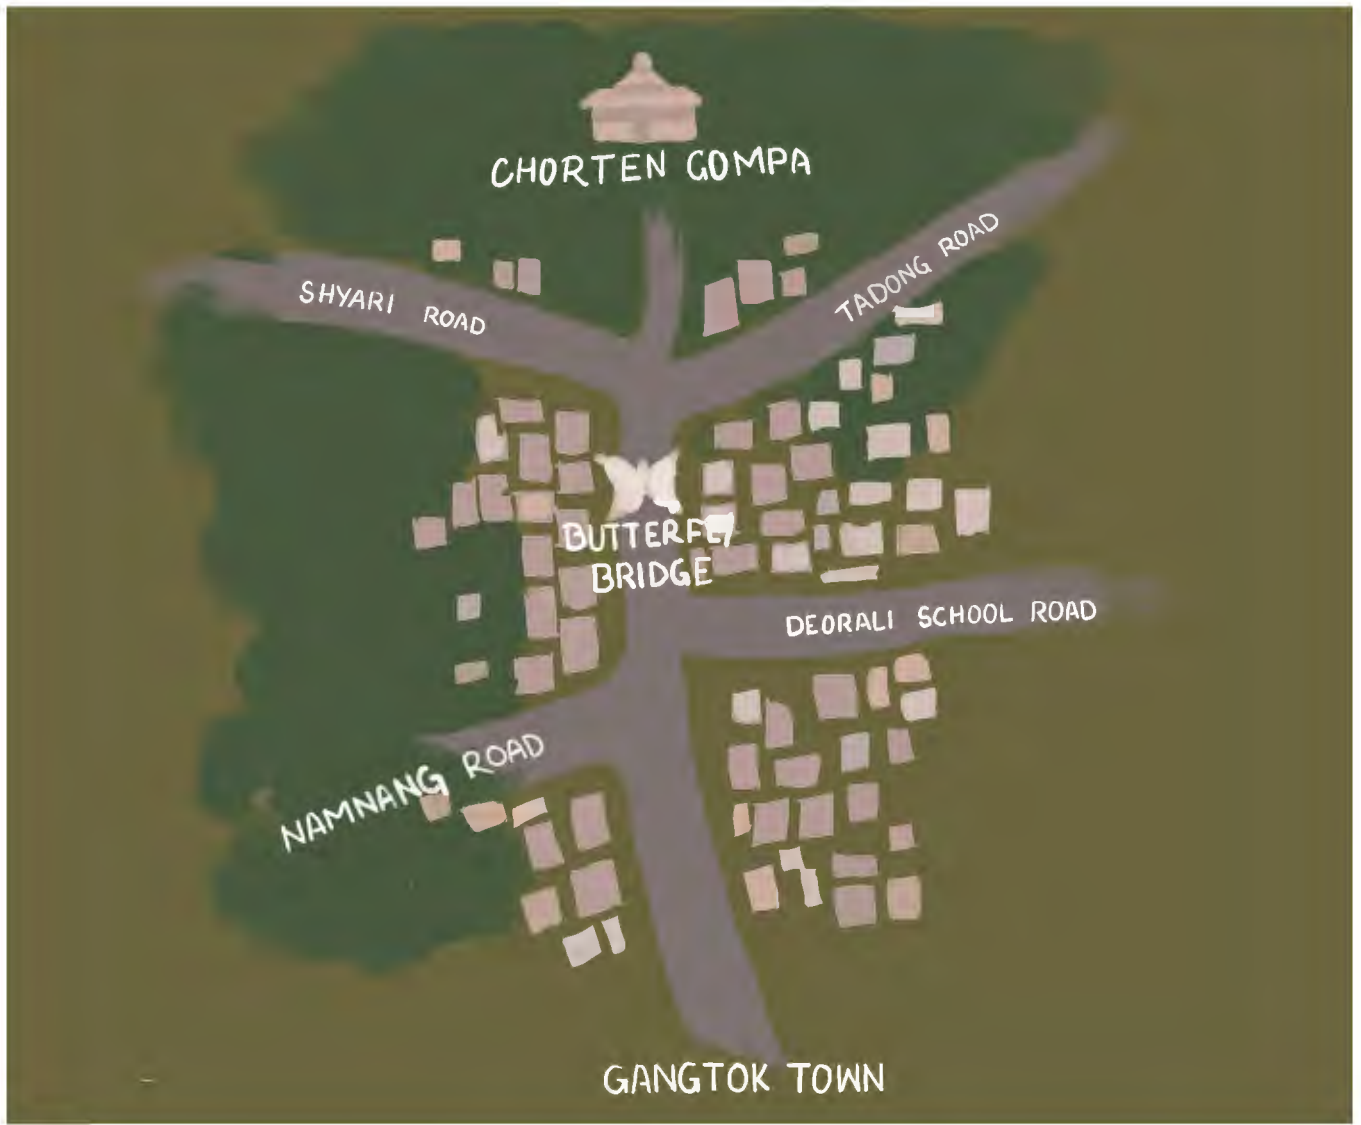 CHORTEN GOMPA
TADONG ROAD
SHYARI ROAD
BUTTERFLY
BRIDGE
DEORALI SCHOOL ROAD
NAMNANG ROAD
GANGTOK TOWN